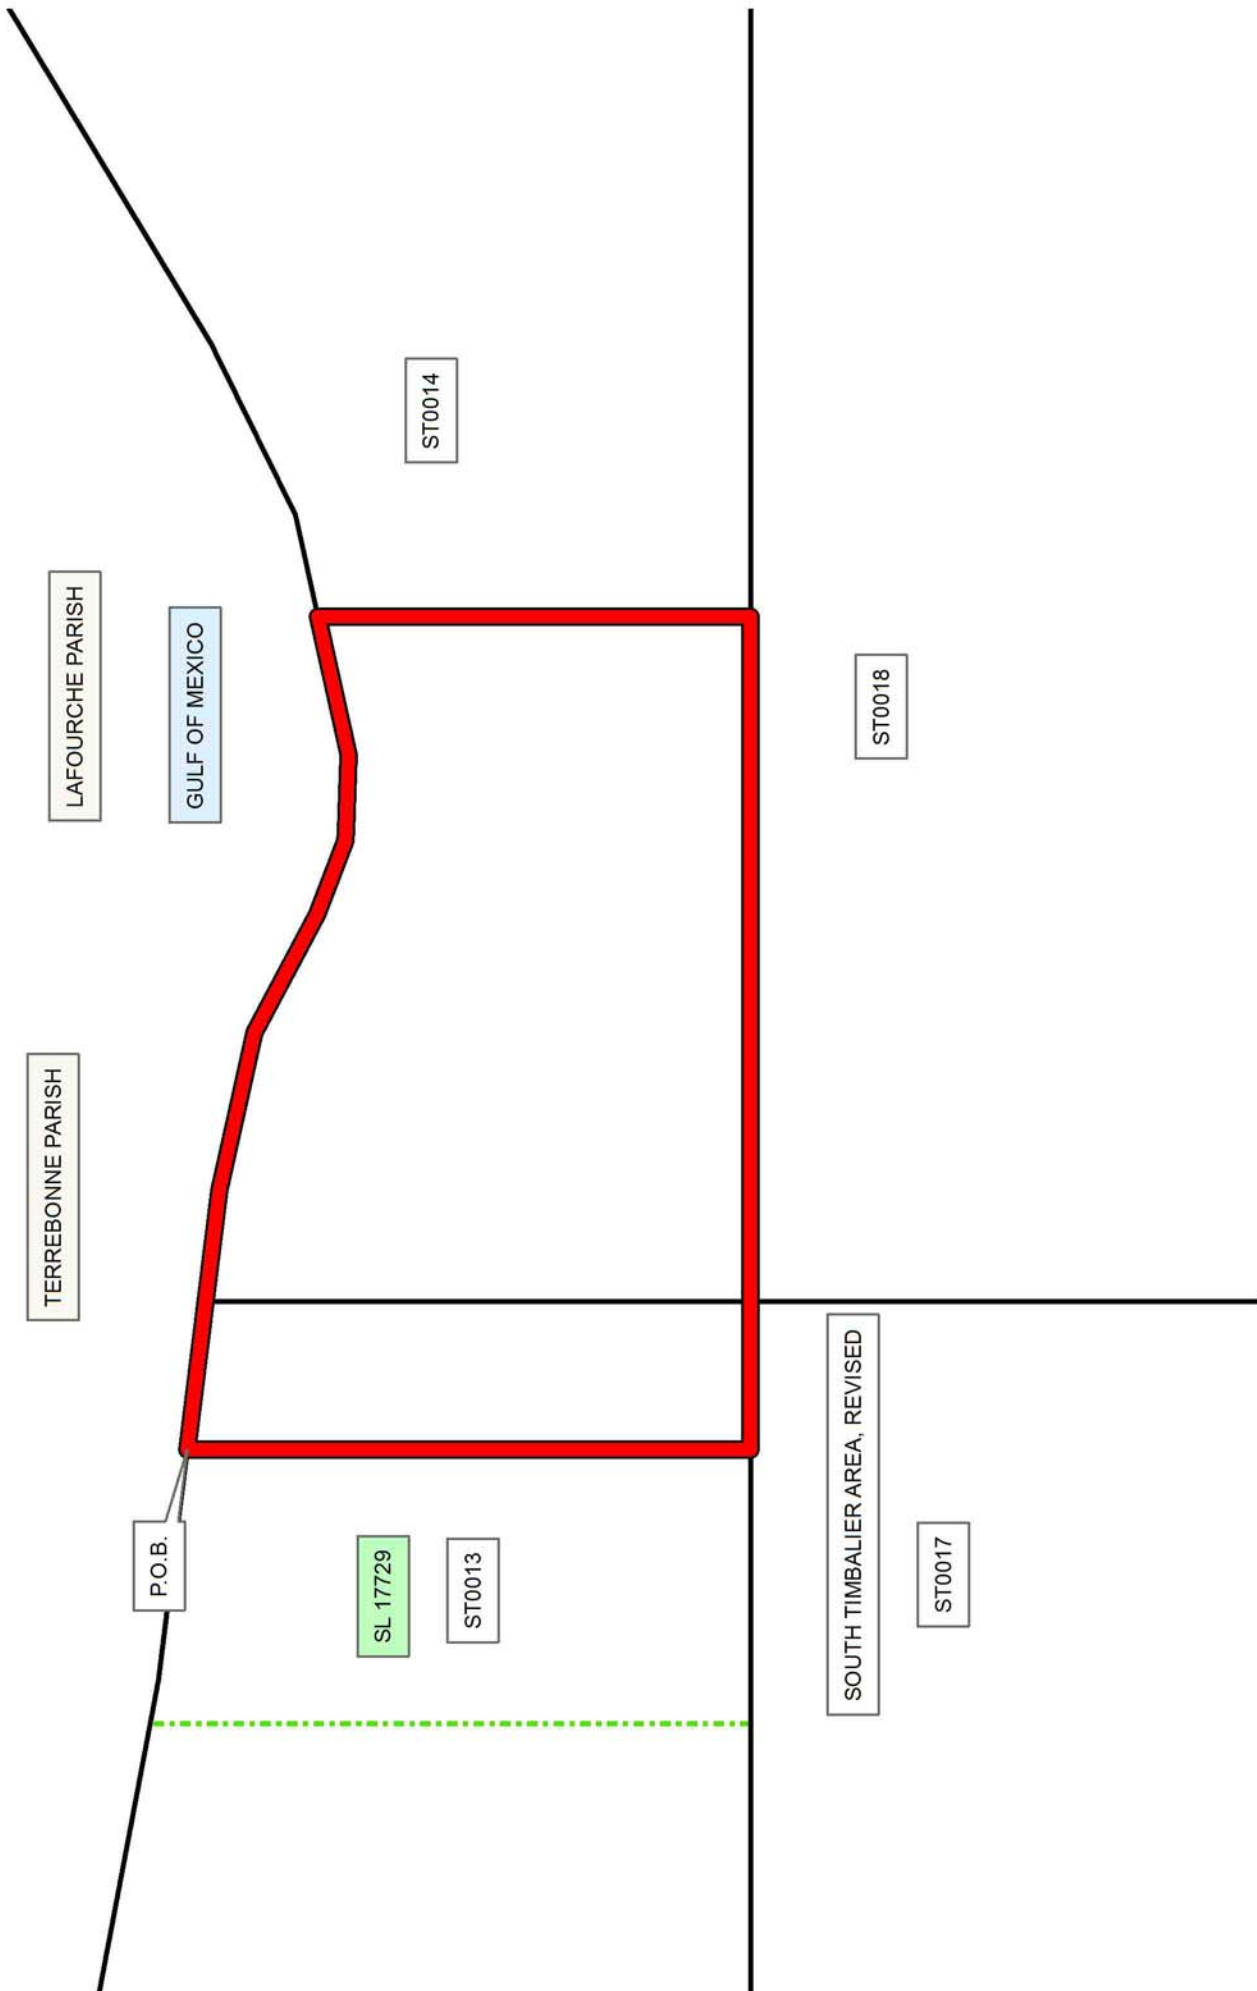 TERREBONNE PARISH
LAFOURCHE PARISH
P.O.B.
GULF OF MEXICO
SL 17729
ST0013
ST0014
SOUTH TIMBALIER AREA, REVISED
ST0018
ST0017